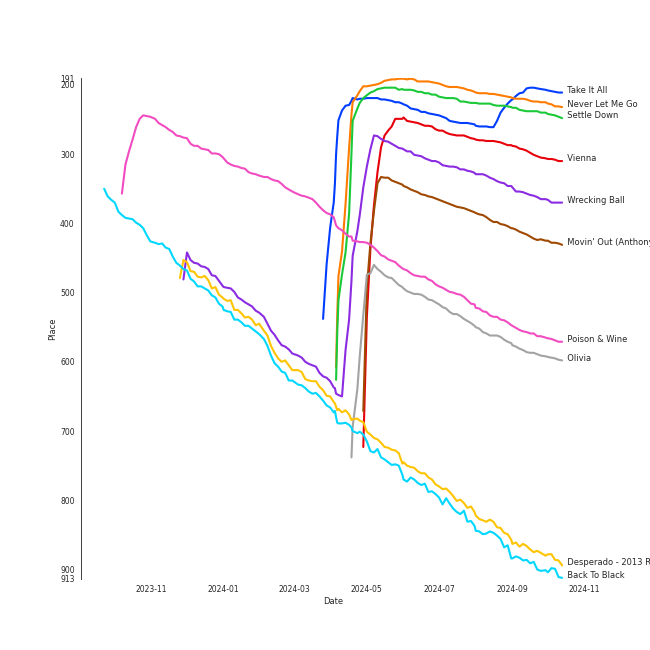 191
200
300
400
500
600
700
800
900
913
Place
2023-11
2024-01
2024-03
2024-05
2024-07
2024-09
2024-11
Date
Take It All
Never Let Me Go
Settle Down
Vienna
Wrecking Ball
Movin' Out (Anthony
Poison & Wine
Olivia
Desperado - 2013 R
Back To Black